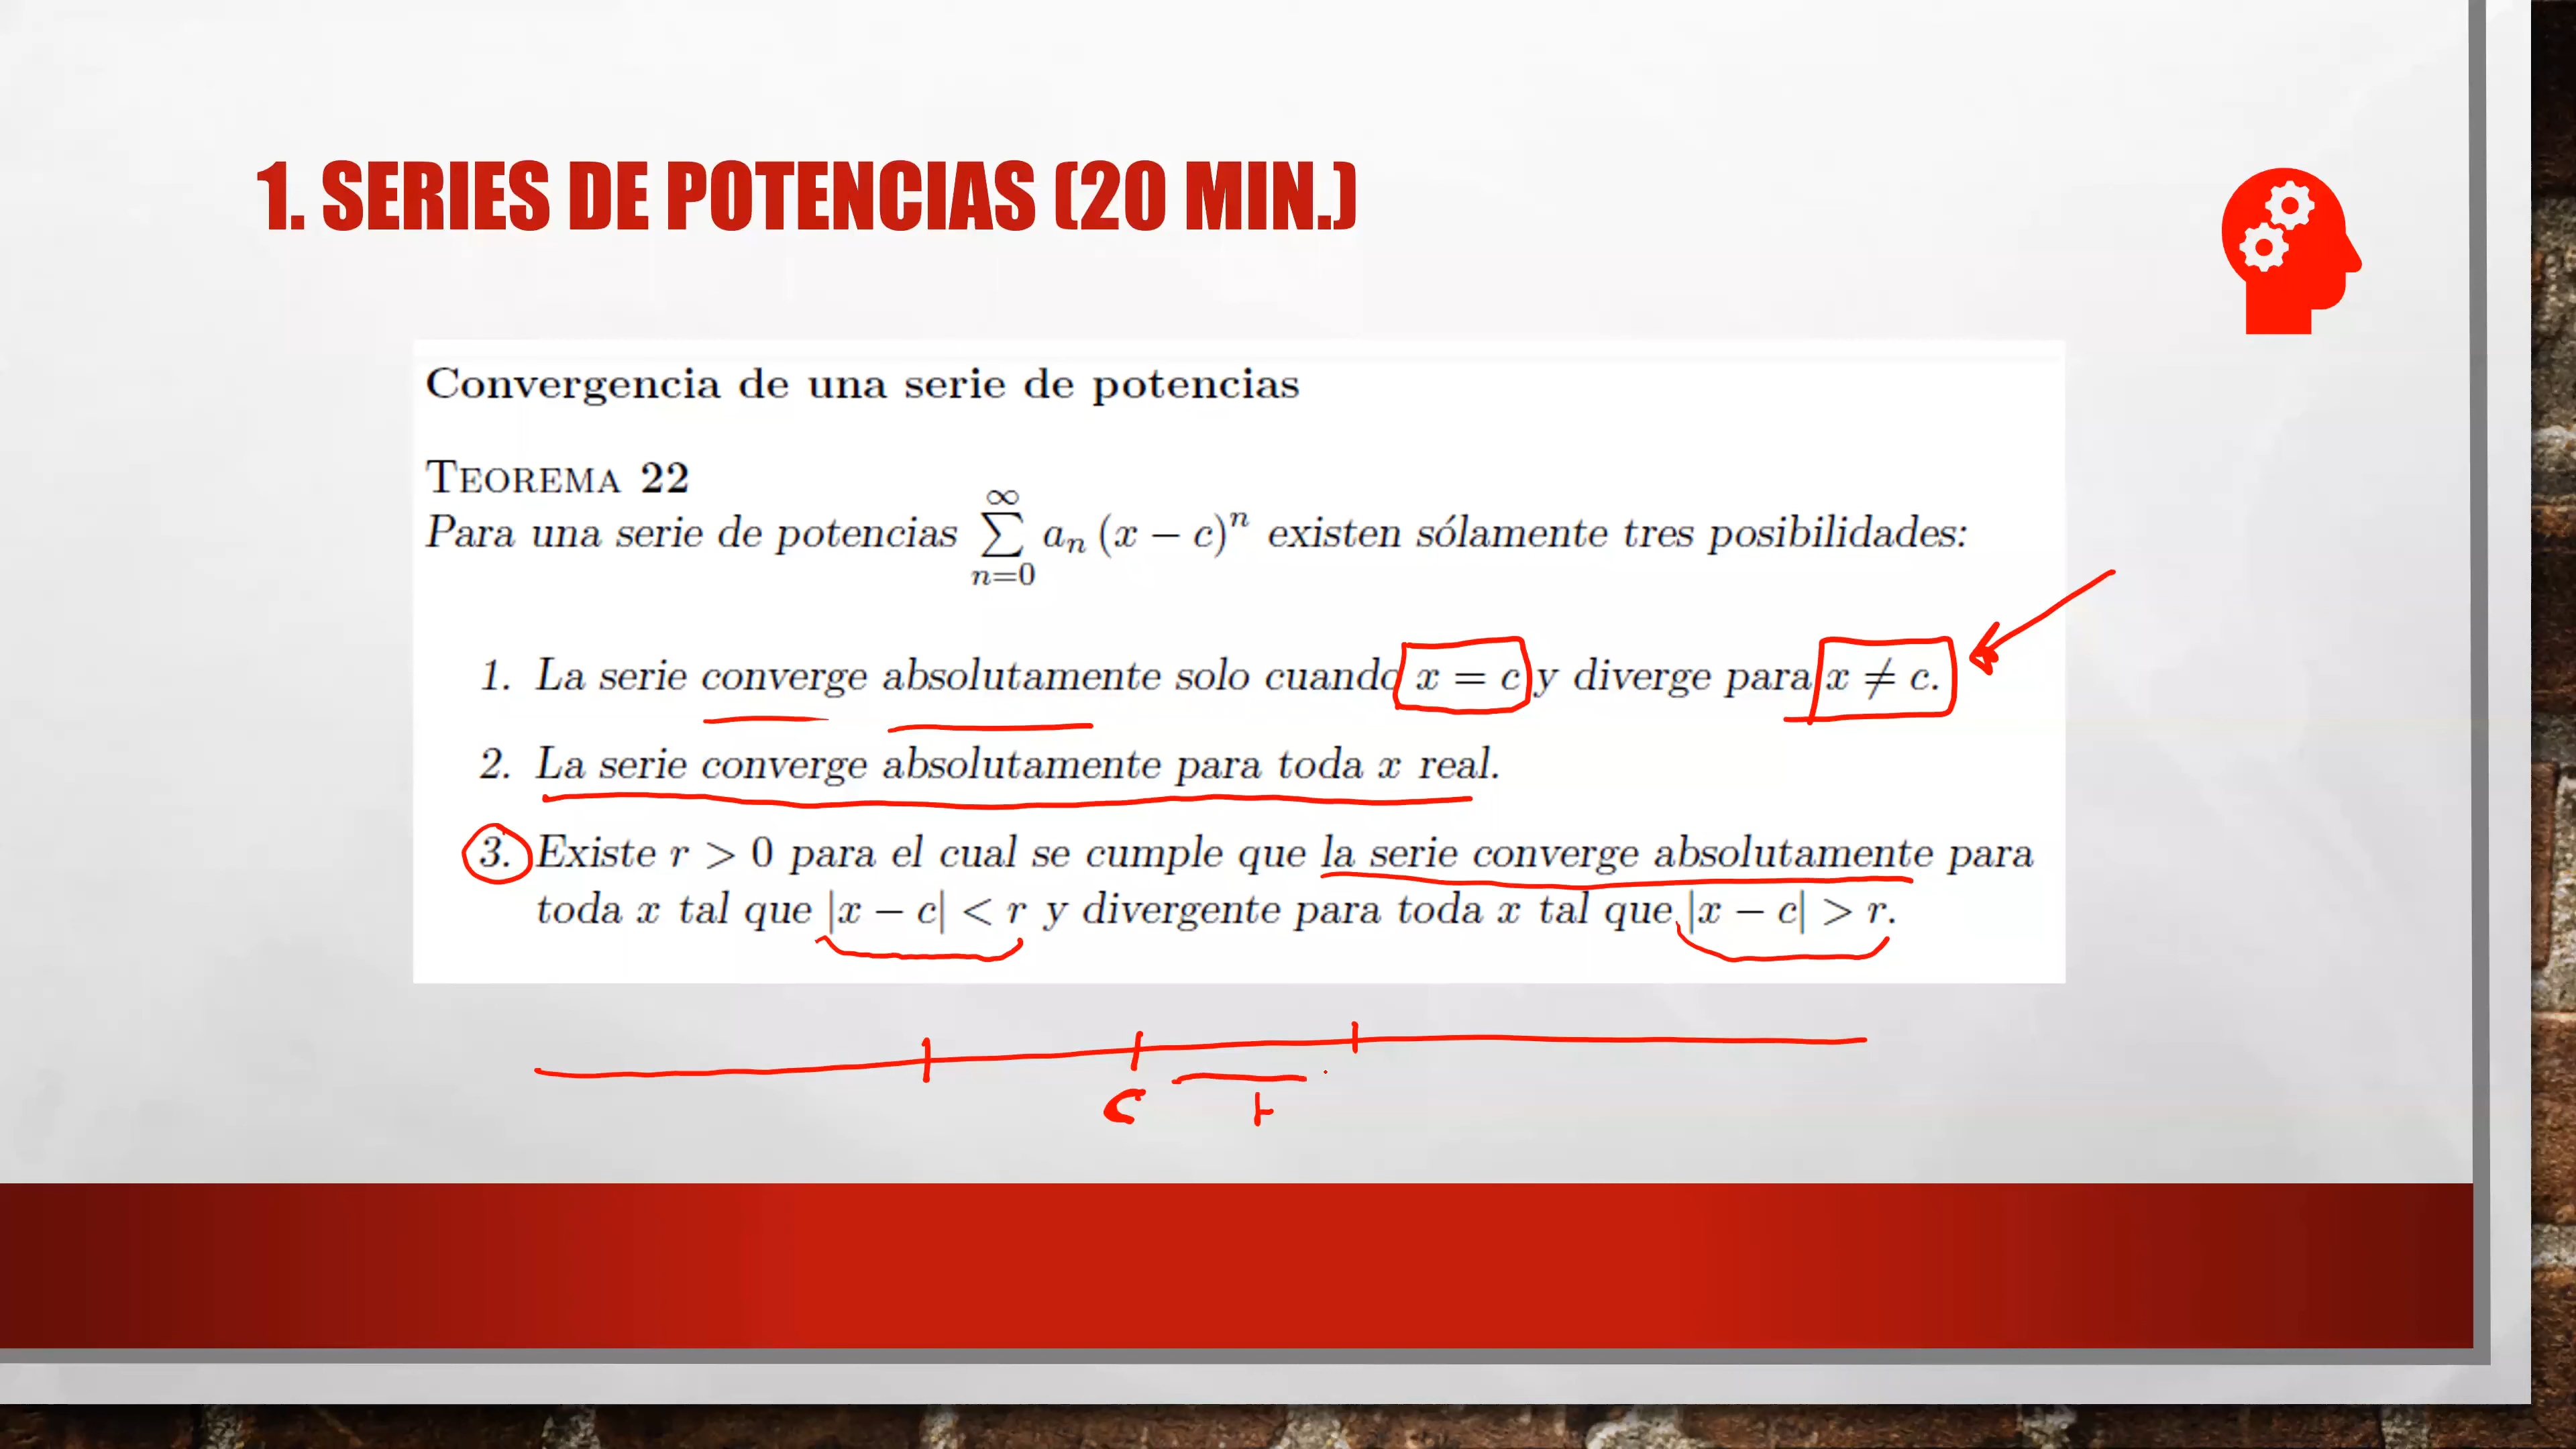 1. SERIES DE POTENCIAS (20 MIN.)
Convergencia de una serie de potencias
TEOREMA 22
Para una serie de potencias ∑_{n=0}^{∞} aₙ (x − c)ⁿ existen sólamente tres posibilidades:
1. La serie converge absolutamente solo cuando x = c y diverge para x ≠ c.
2. La serie converge absolutamente para toda x real.
3. Existe r > 0 para el cual se cumple que la serie converge absolutamente para
toda x tal que |x − c| < r y divergente para toda x tal que |x − c| > r.
c r